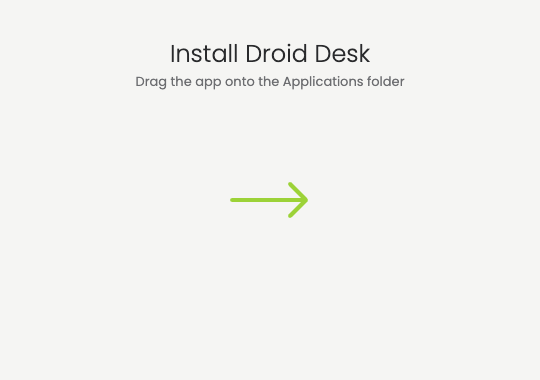 Install Droid Desk
Drag the app onto the Applications folder